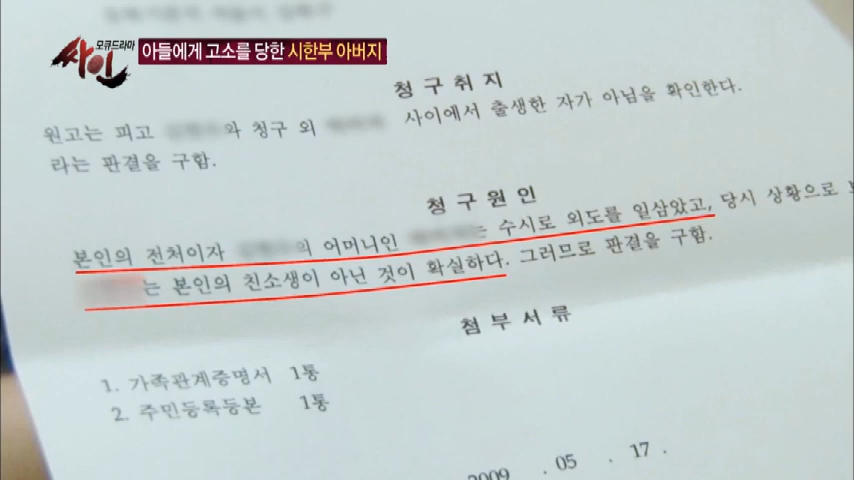 모큐드라마
싸인
아들에게 고소를 당한 시한부 아버지
청 구 취 지
원고는 피고 와 청구 외 사이에서 출생한 자가 아님을 확인한다.
라는 판결을 구함.
청 구 원 인
본인의 전처이자 의 어머니인 는 수시로 외도를 일삼았고, 당시 상황으로
는 본인의 친소생이 아닌 것이 확실하다. 그러므로 판결을 구함.
첨 부 서 류
1. 가족관계증명서 1통
2. 주민등록등본 1통
2009 . 05 . 17 .